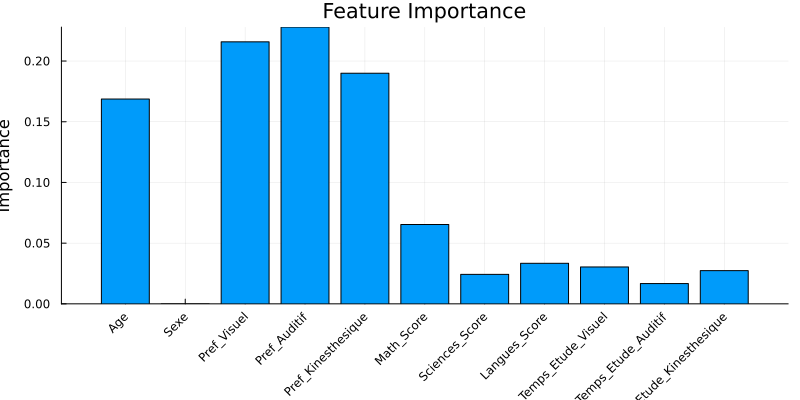 Feature Importance
Importance
0.20
0.15
0.10
0.05
0.00
Age
Sexe
Pref_Visuel
Pref_Auditif
Pref_Kinesthesique
Math_Score
Sciences_Score
Langues_Score
Temps_Etude_Visuel
Temps_Etude_Auditif
Etude_Kinesthesique